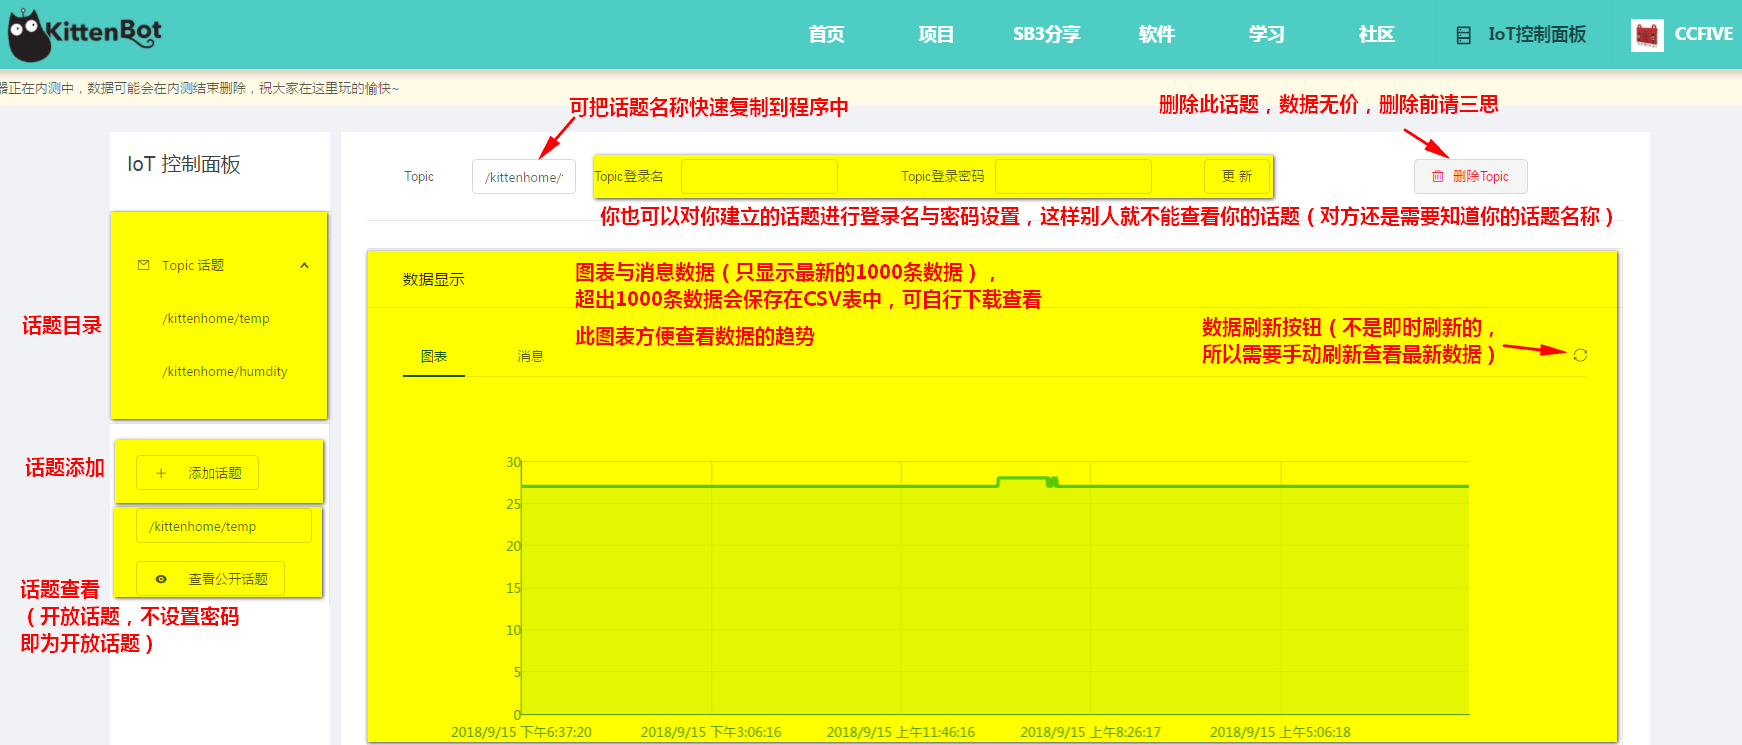 KittenBot
首页
项目
SB3分享
软件
学习
社区
IoT控制面板
CCFIVE
器正在内测中，数据可能会在内测结束删除，祝大家在这里玩的愉快~
可把话题名称快速复制到程序中
删除此话题，数据无价，删除前请三思
IoT 控制面板
Topic
/kittenhome/
Topic登录名
Topic登录密码
更 新
删除Topic
你也可以对你建立的话题进行登录名与密码设置，这样别人就不能查看你的话题（对方还是需要知道你的话题名称）
Topic 话题
/kittenhome/temp
/kittenhome/humdity
话题目录
数据显示
图表与消息数据（只显示最新的1000条数据），
超出1000条数据会保存在CSV表中，可自行下载查看
此图表方便查看数据的趋势
数据刷新按钮（不是即时刷新的，
所以需要手动刷新查看最新数据）
图表
消息
话题添加
添加话题
/kittenhome/temp
查看公开话题
话题查看
（开放话题，不设置密码
即为开放话题）
30
25
20
15
10
5
0
2018/9/15 下午6:37:20
2018/9/15 下午3:06:16
2018/9/15 上午11:46:16
2018/9/15 上午8:26:17
2018/9/15 上午5:06:18